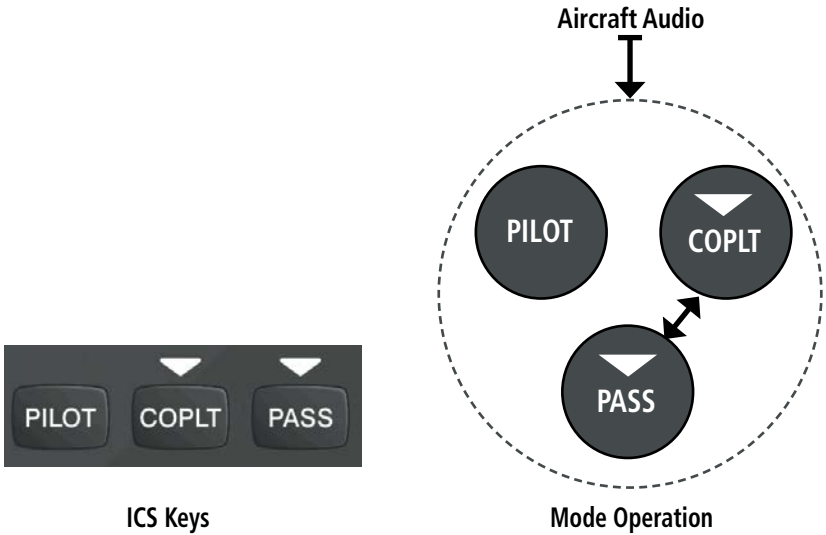 Aircraft Audio
PILOT
COPLT
PASS
PILOT COPLT PASS
ICS Keys
Mode Operation